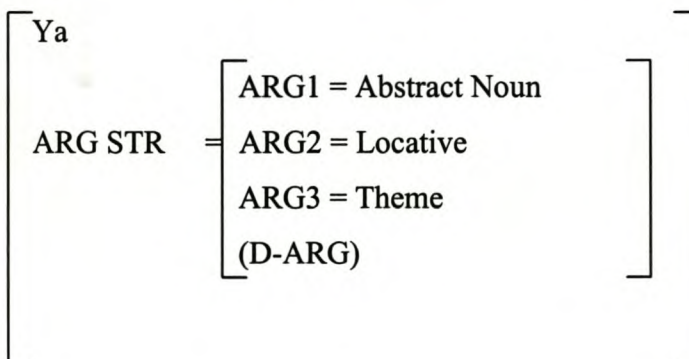 Ya
ARG1 = Abstract Noun
ARG STR = ARG2 = Locative
ARG3 = Theme
(D-ARG)